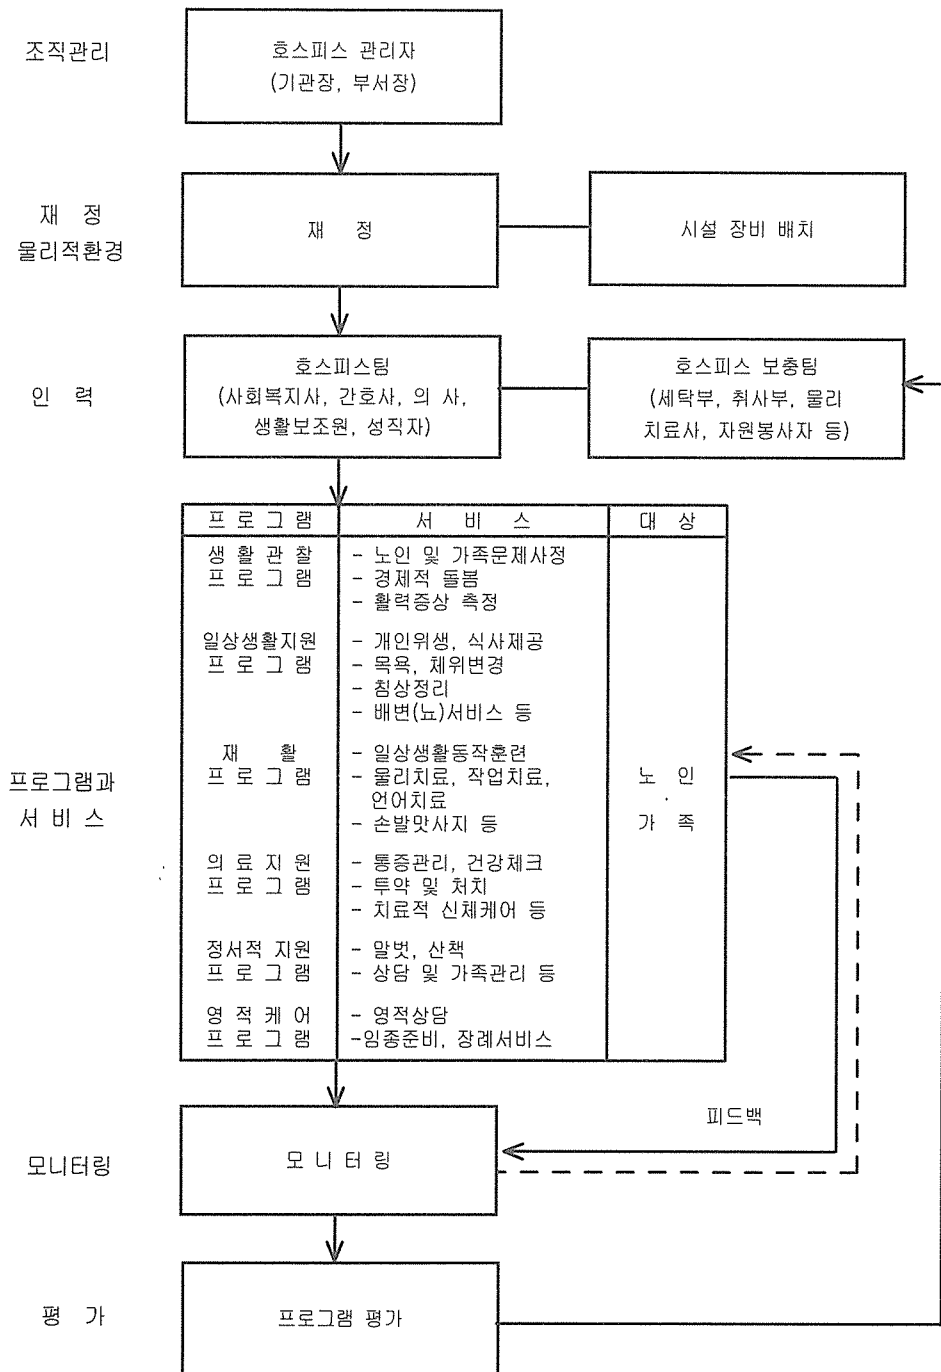 조직관리
호스피스 관리자
(기관장, 부서장)
재 정
물리적환경
재 정
시설 장비 배치
인 력
호스피스팀
(사회복지사, 간호사, 의 사,
생활보조원, 성직자)
호스피스 보충팀
(세탁부, 취사부, 물리
치료사, 자원봉사자 등)
프로그램과
서 비 스
프 로 그 램 서 비 스 대 상
생 활 관 찰 - 노인 및 가족문제사정
프 로 그 램 - 경제적 돌봄
- 활력증상 측정
일상생활지원 - 개인위생, 식사제공
프 로 그 램 - 목욕, 체위변경
- 침상정리
- 배변(뇨)서비스 등
재 활 - 일상생활동작훈련
프 로 그 램 - 물리치료, 작업치료,
언어치료
- 손발맛사지 등
노 인
·
가 족
의 료 지 원 - 통증관리, 건강체크
프 로 그 램 - 투약 및 처치
- 치료적 신체케어 등
정서적 지원 - 말벗, 산책
프 로 그 램 - 상담 및 가족관리 등
영 적 케 어 - 영적상담
프 로 그 램 -임종준비, 장례서비스
피드백
모니터링
모 니 터 링
평 가
프로그램 평가